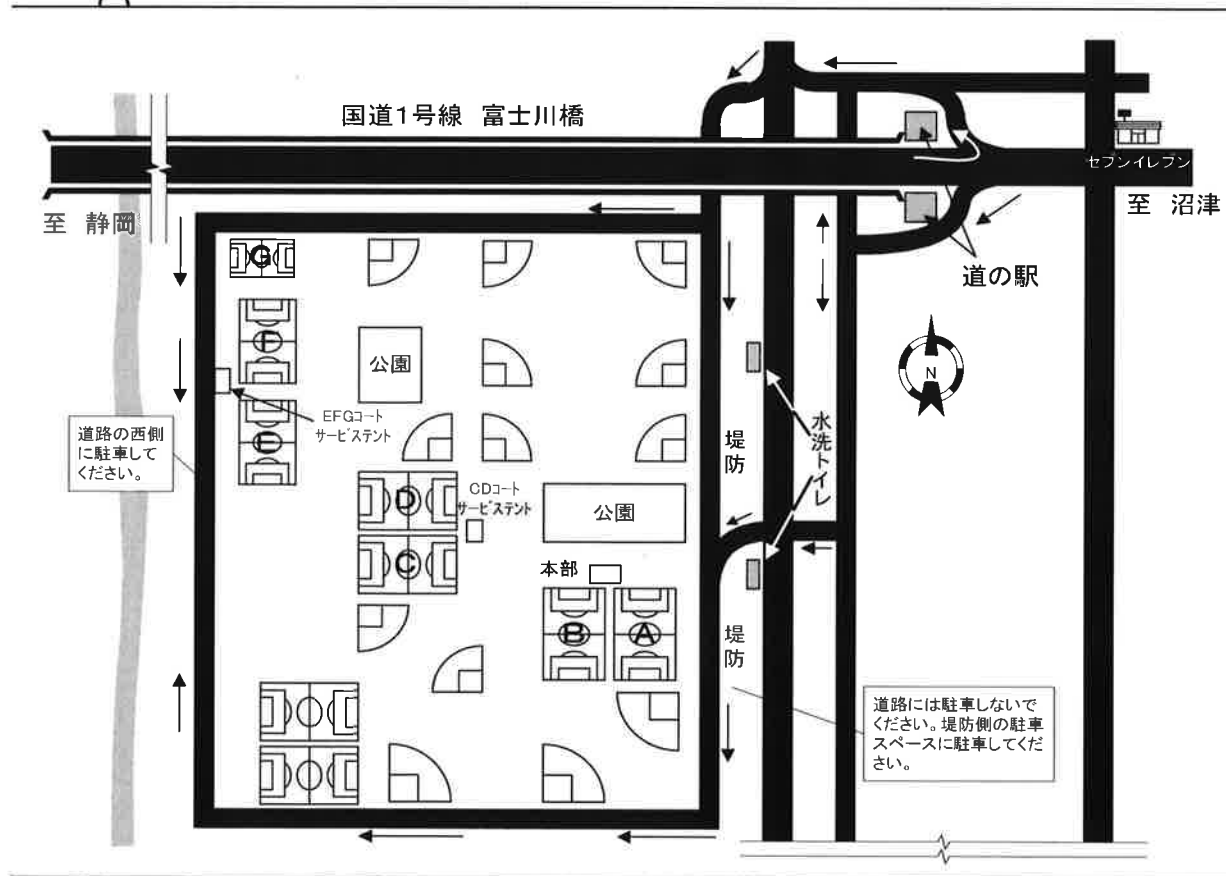 国道1号線 富士川橋
セブンイレブン
至 静岡
至 沼津
道の駅
G
F
公園
N
EFGコート
サービステント
E
道路の西側
に駐車して
ください。
堤防
水洗トイレ
D
CDコート
サービステント
公園
C
本部
B
A
堤防
道路には駐車しないで
ください。堤防側の駐車
スペースに駐車してくだ
さい。